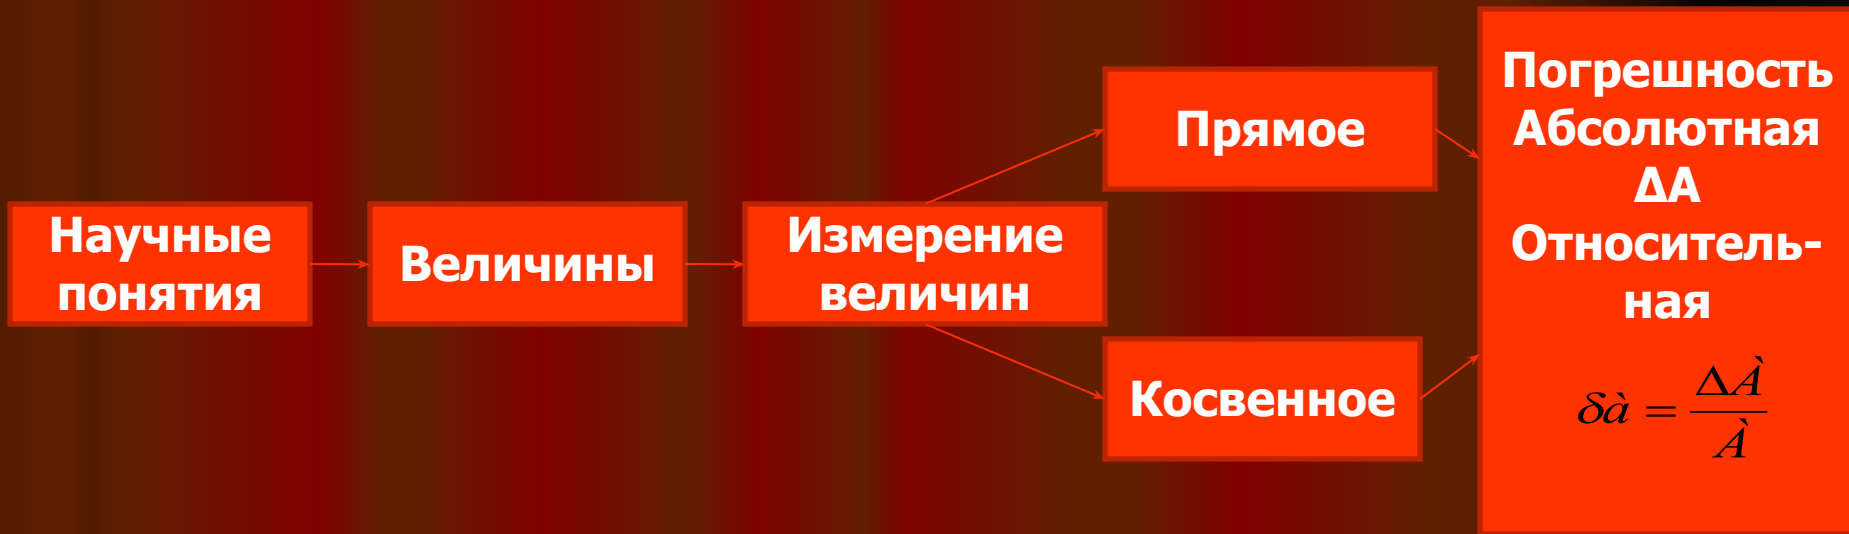 Научные
понятия
Величины
Измерение
величин
Прямое
Косвенное
Погрешность
Абсолютная
ΔА
Относитель-
ная
δà = ΔÀ / À